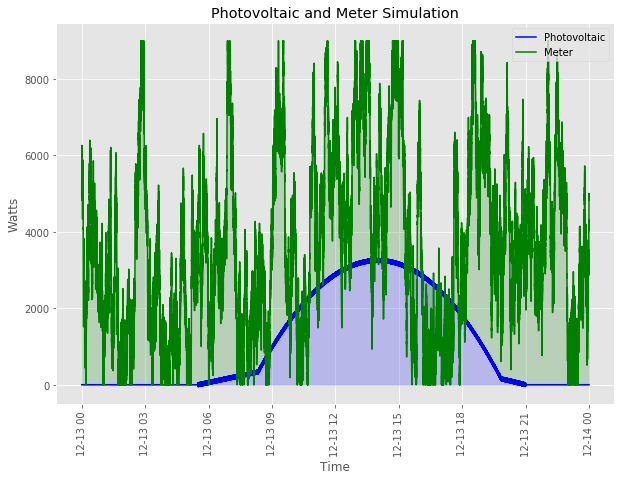 Photovoltaic and Meter Simulation
Photovoltaic
Meter
8000
6000
4000
2000
0
Watts
12-13 00
12-13 03
12-13 06
12-13 09
12-13 12
12-13 15
12-13 18
12-13 21
12-14 00
Time